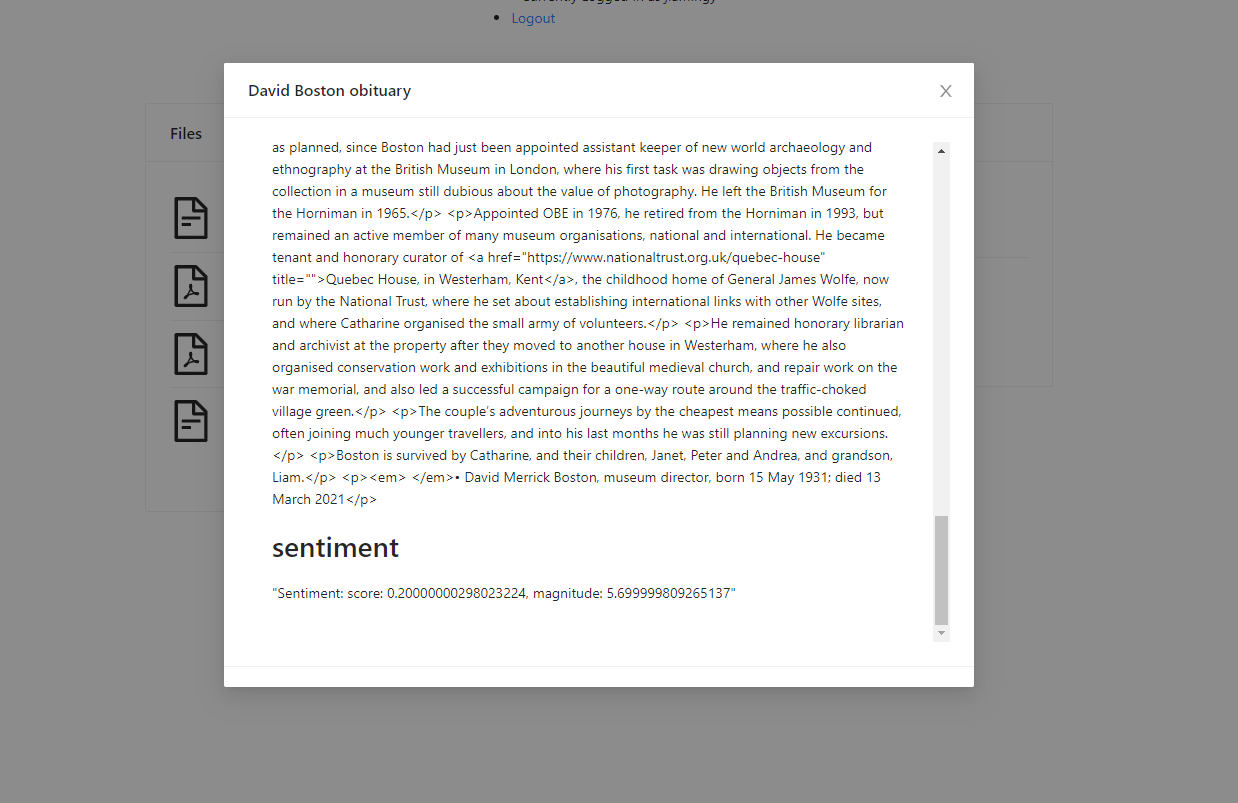 Logout
David Boston obituary
Files
as planned, since Boston had just been appointed assistant keeper of new world archaeology and
ethnography at the British Museum in London, where his first task was drawing objects from the
collection in a museum still dubious about the value of photography. He left the British Museum for
the Horniman in 1965.</p> <p>Appointed OBE in 1976, he retired from the Horniman in 1993, but
remained an active member of many museum organisations, national and international. He became
tenant and honorary curator of <a href="https://www.nationaltrust.org.uk/quebec-house"
title="">Quebec House, in Westerham, Kent</a>, the childhood home of General James Wolfe, now
run by the National Trust, where he set about establishing international links with other Wolfe sites,
and where Catharine organised the small army of volunteers.</p> <p>He remained honorary librarian
and archivist at the property after they moved to another house in Westerham, where he also
organised conservation work and exhibitions in the beautiful medieval church, and repair work on the
war memorial, and also led a successful campaign for a one-way route around the traffic-choked
village green.</p> <p>The couple's adventurous journeys by the cheapest means possible continued,
often joining much younger travellers, and into his last months he was still planning new excursions.
</p> <p>Boston is survived by Catharine, and their children, Janet, Peter and Andrea, and grandson,
Liam.</p> <p><em> </em>• David Merrick Boston, museum director, born 15 May 1931; died 13
March 2021</p>
sentiment
"Sentiment: score: 0.20000000298023224, magnitude: 5.699999809265137"